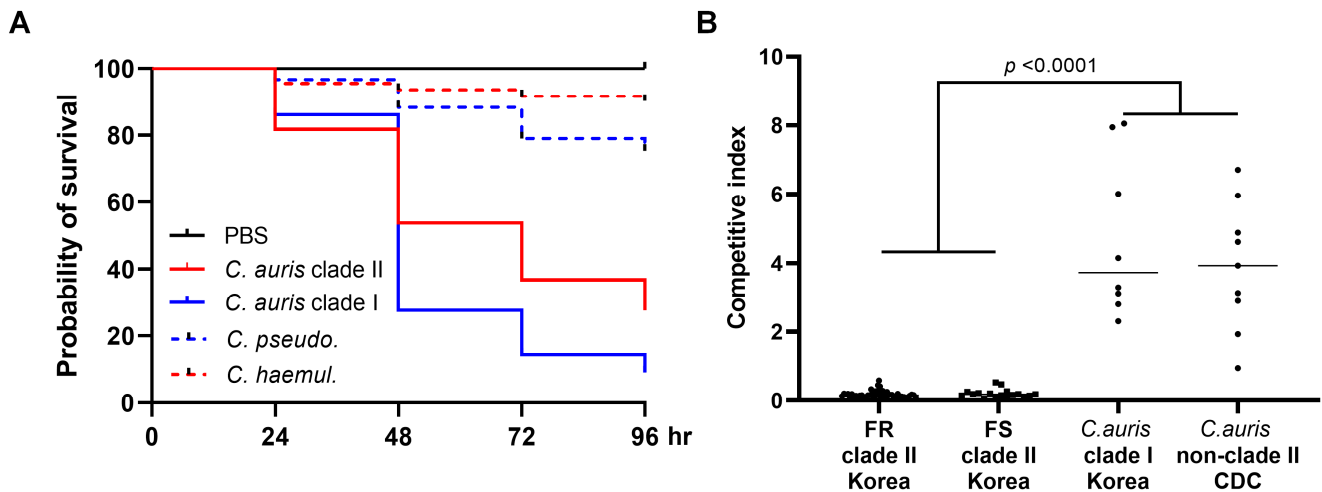 A
Probability of survival
100
80
60
40
20
0
PBS
C. auris clade II
C. auris clade I
C. pseudo.
C. haemul.
0 24 48 72 96 hr
B
Competitive index
10
8
6
4
2
0
p <0.0001
FR
clade II
Korea
FS
clade II
Korea
C.auris
clade I
Korea
C.auris
non-clade II
CDC